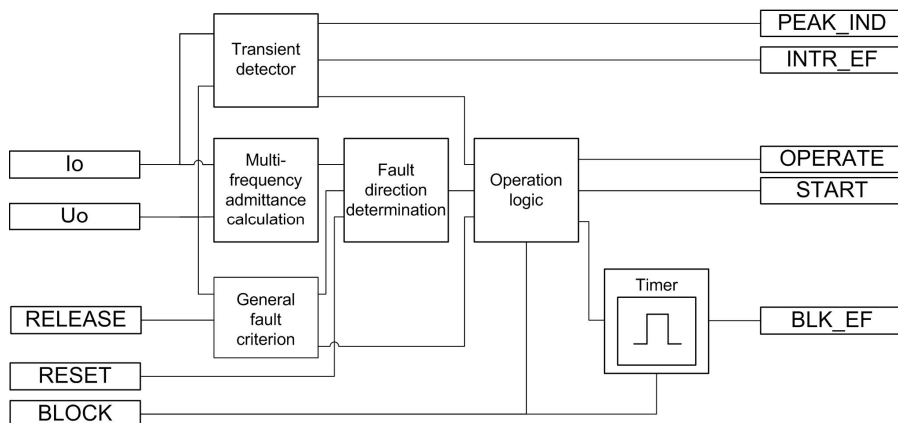 PEAK_IND
Transient
detector
INTR_EF
Io
Multi-
frequency
admittance
calculation
Fault
direction
determination
Operation
logic
OPERATE
START
Uo
General
fault
criterion
Timer
RELEASE
BLK_EF
RESET
BLOCK